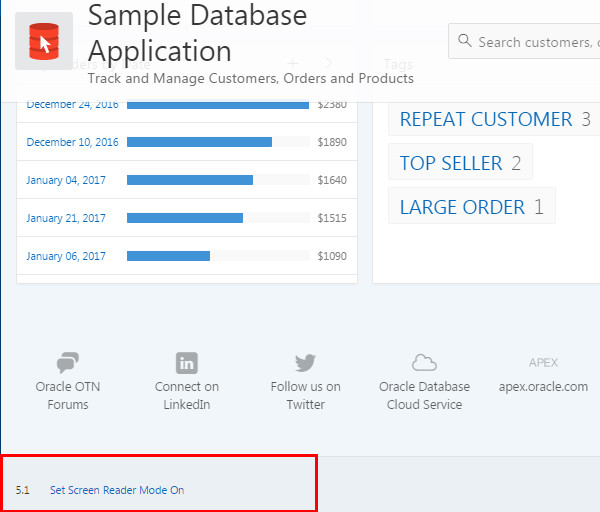 Sample Database
Application
Track and Manage Customers, Orders and Products
Search customers,
Orders by Date
Tags
December 24, 2016 $2380
December 10, 2016 $1890
January 04, 2017 $1640
January 21, 2017 $1515
January 06, 2017 $1090
REPEAT CUSTOMER 3
TOP SELLER 2
LARGE ORDER 1
Oracle OTN
Forums
Connect on
LinkedIn
Follow us on
Twitter
Oracle Database
Cloud Service
APEX
apex.oracle.com
5.1 Set Screen Reader Mode On